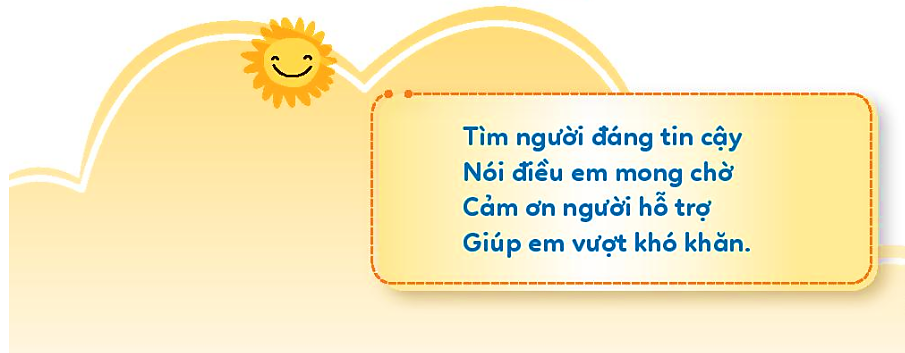 Tìm người đáng tin cậy
Nói điều em mong chờ
Cảm ơn người hỗ trợ
Giúp em vượt khó khăn.